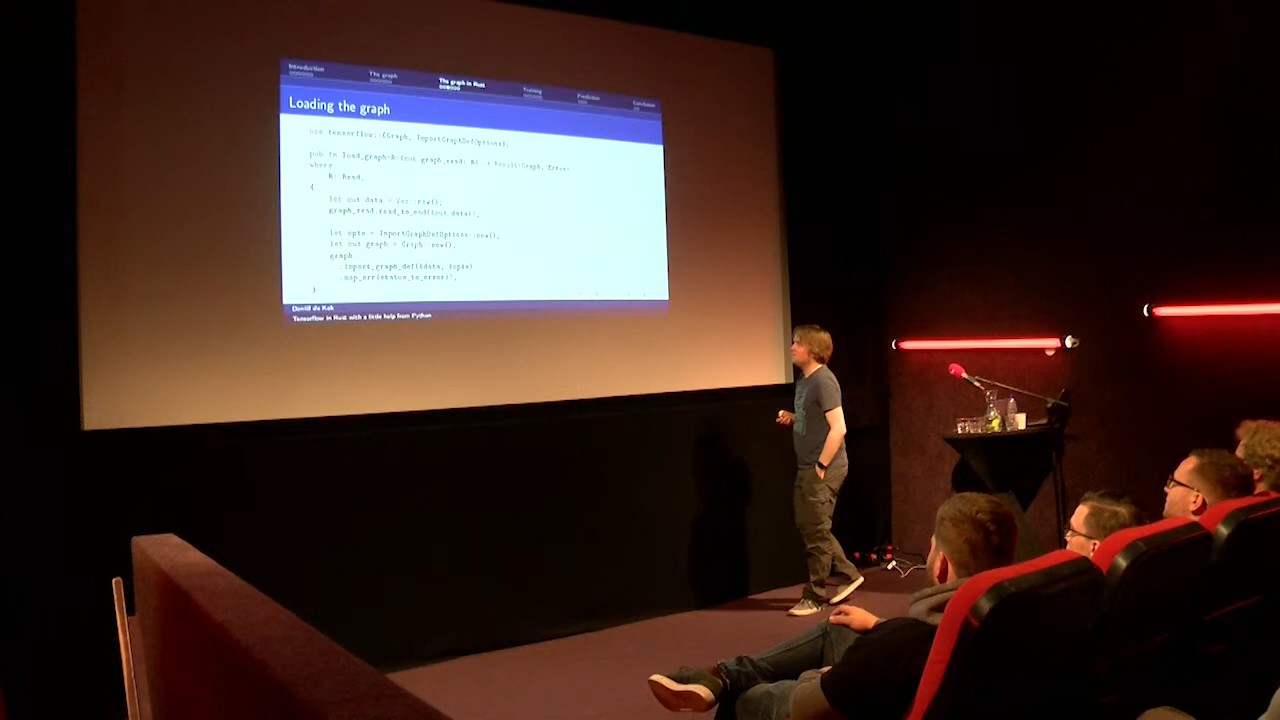 Introduction
The graph
The graph in Rust
Training
Prediction
Conclusion
Loading the graph
use tensorflow::{Graph, ImportGraphDefOptions};
pub fn load_graph<R>(mut graph_read: R) -> Result<Graph, Error>
where
R: Read,
{
let mut data = Vec::new();
graph_read.read_to_end(&mut data)?;
let opts = ImportGraphDefOptions::new();
let mut graph = Graph::new();
graph
.import_graph_def(&data, &opts)
.map_err(status_to_error)?;
}
Daniël de Kok
Tensorflow in Rust with a little help from Python